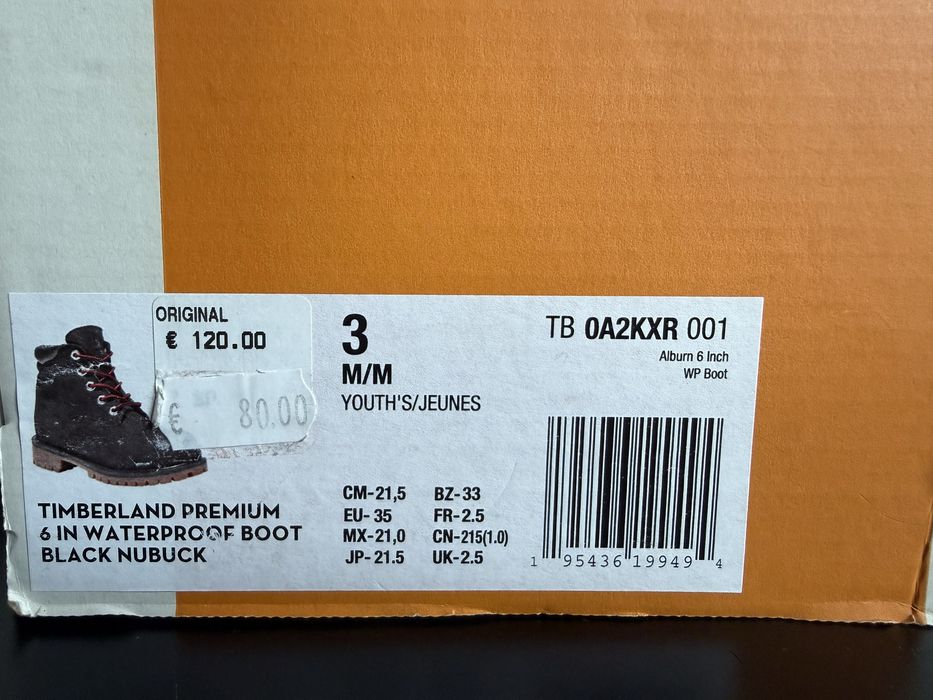 ORIGINAL
€ 120.00
€ 80.00
TIMBERLAND PREMIUM
6 IN WATERPROOF BOOT
BLACK NUBUCK
3
M/M
YOUTH'S/JEUNES
CM-21,5 BZ-33
EU- 35 FR-2.5
MX-21,0 CN-215(1.0)
JP-21.5 UK-2.5
TB 0A2KXR 001
Alburn 6 Inch
WP Boot
1 95436 19949 4